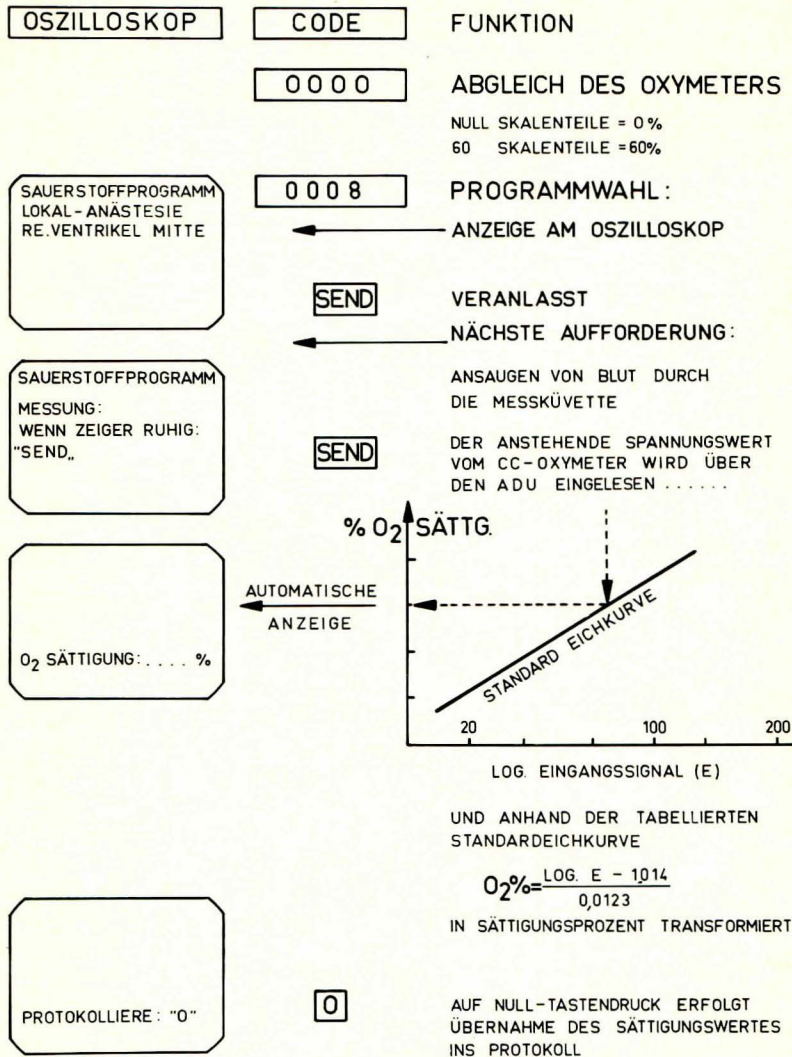 OSZILLOSKOP CODE FUNKTION
0000 ABGLEICH DES OXYMETERS
NULL SKALENTEILE = 0%
60 SKALENTEILE = 60%
0008 PROGRAMMWAHL:
SAUERSTOFFPROGRAMM
LOKAL-ANÄSTESIE
RE.VENTRIKEL MITTE
ANZEIGE AM OSZILLOSKOP
SEND VERANLASST
NÄCHSTE AUFFORDERUNG:
SAUERSTOFFPROGRAMM
MESSUNG:
WENN ZEIGER RUHIG:
"SEND„
ANSAUGEN VON BLUT DURCH
DIE MESSKÜVETTE
SEND DER ANSTEHENDE SPANNUNGSWERT
VOM CC-OXYMETER WIRD ÜBER
DEN ADU EINGELESEN ......
% O2 SÄTTG.
AUTOMATISCHE
ANZEIGE
STANDARD EICHKURVE
O2 SÄTTIGUNG: .... %
20 100 200
LOG. EINGANGSSIGNAL (E)
UND ANHAND DER TABELLIERTEN
STANDARDEICHKURVE
O2%= LOG. E - 1,014
0,0123
IN SÄTTIGUNGSPROZENT TRANSFORMIERT
PROTOKOLLIERE: "0"
0 AUF NULL-TASTENDRUCK ERFOLGT
ÜBERNAHME DES SÄTTIGUNGSWERTES
INS PROTOKOLL